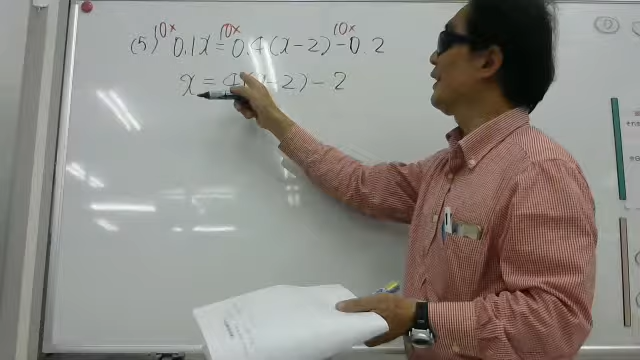 (5) 10× 0.1x = 10× 0.4(x-2) 10× -0.2
x = 4(x-2) - 2